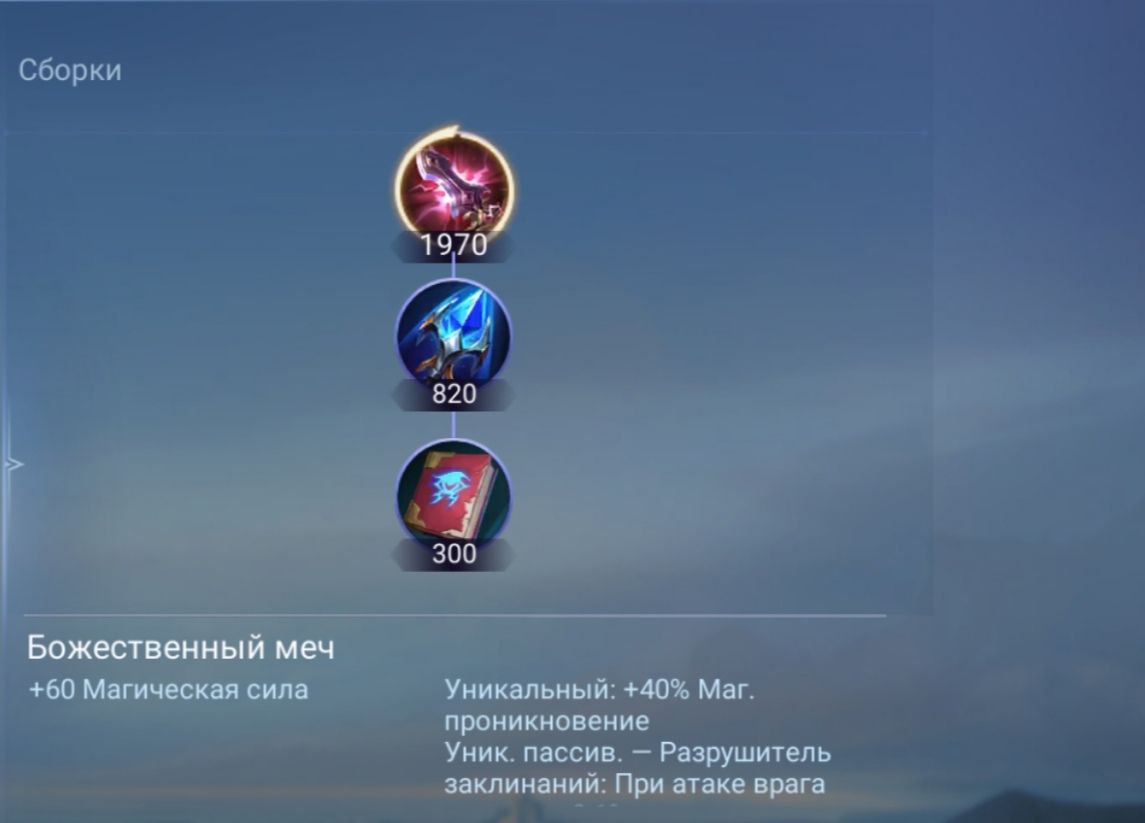 Сборки
1970
820
300
Божественный меч
+60 Магическая сила
Уникальный: +40% Маг.
проникновение
Уник. пассив. — Разрушитель
заклинаний: При атаке врага